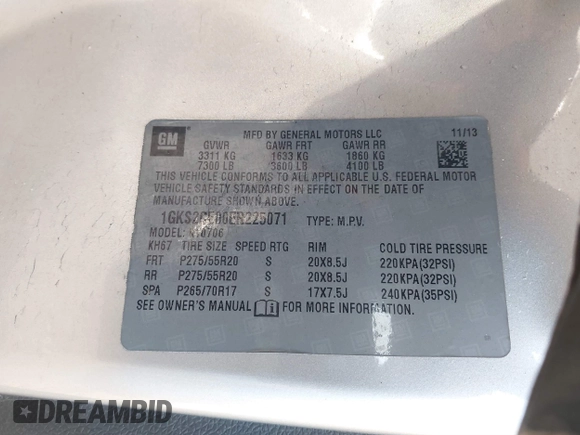 GM
MFD BY GENERAL MOTORS LLC 11/13
GVWR GAWR FRT GAWR RR
3311 KG 1633 KG 1860 KG
7300 LB 3600 LB 4100 LB
THIS VEHICLE CONFORMS TO ALL APPLICABLE U.S. FEDERAL MOTOR
VEHICLE SAFETY STANDARDS IN EFFECT ON THE DATE OF
MANUFACTURE SHOWN ABOVE.
TYPE: M.P.V.
MODEL:
KH67 TIRE SIZE SPEED RTG RIM COLD TIRE PRESSURE
FRT P275/55R20 S 20X8.5J 220KPA(32PSI)
RR P275/55R20 S 20X8.5J 220KPA(32PSI)
SPA P265/70R17 S 17X7.5J 240KPA(35PSI)
SEE OWNER'S MANUAL FOR MORE INFORMATION.
DREAMBID